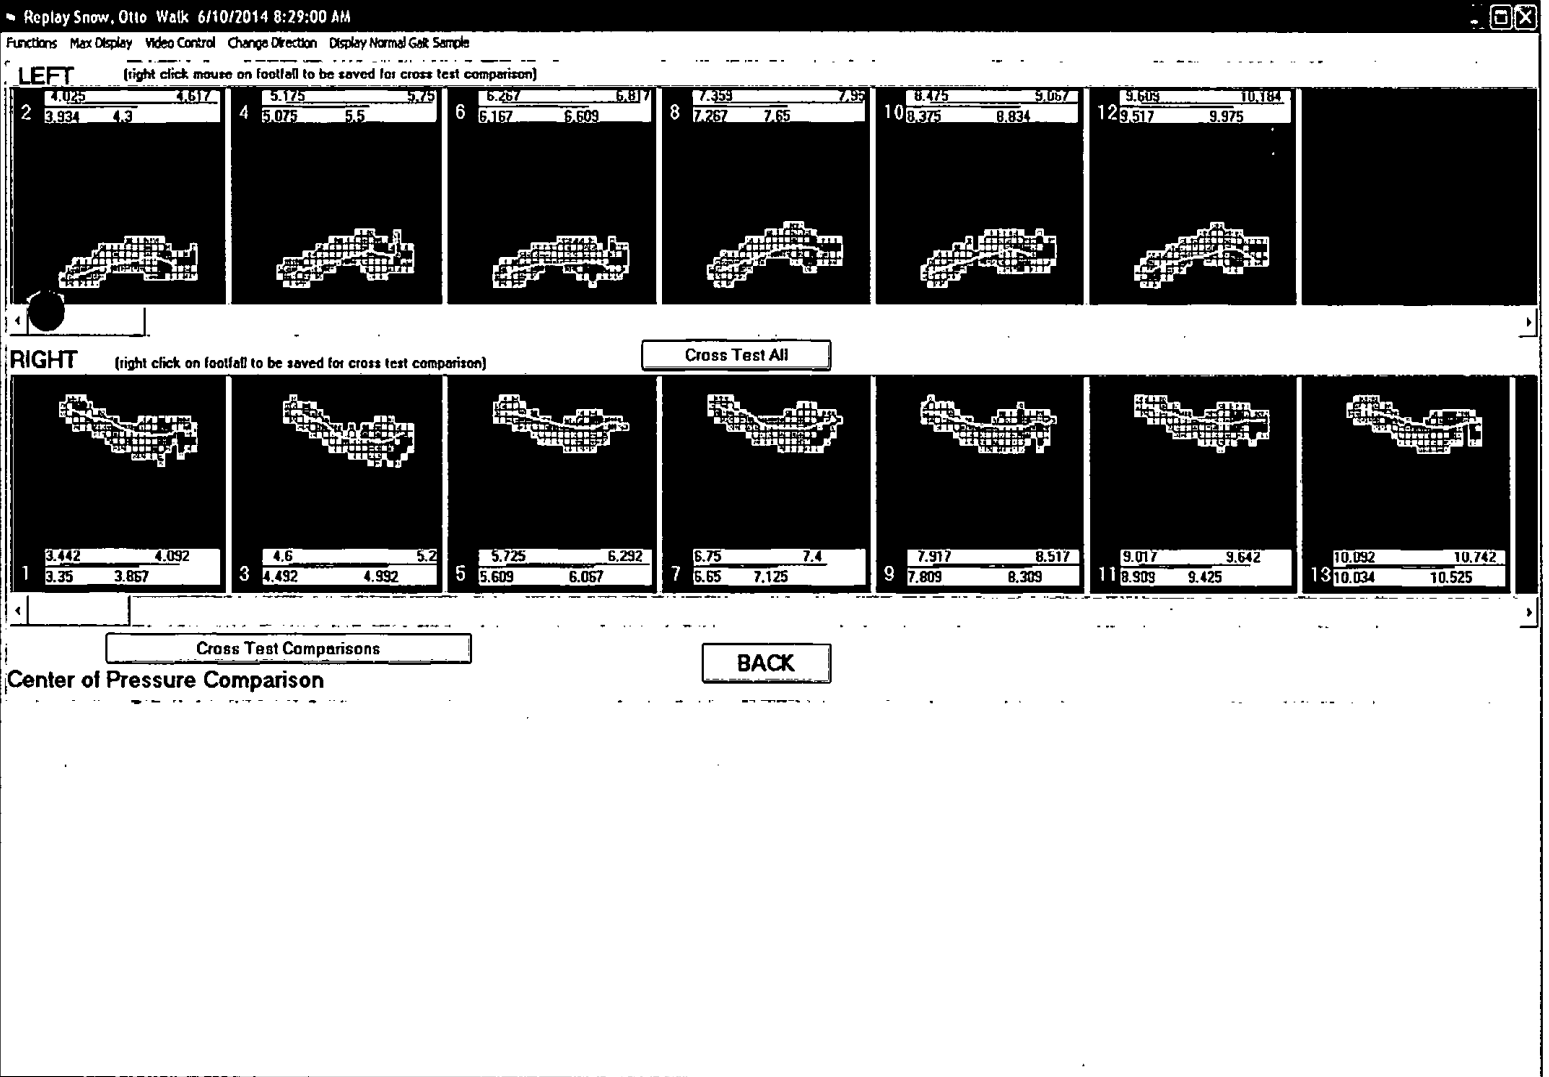 Replay Snow, Otto Walk 6/10/2014 8:29:00 AM
Functions Max Display Video Control Change Direction Display Normal Gait Sample
LEFT (right click mouse on footfall to be saved for cross test comparison)
4.025 4.617 5.175 5.75 6.267 6.817 7.359 7.95 8.475 9.067 9.609 10.184
2 3.934 4.3 4 5.075 5.5 6 6.167 6.609 8 7.267 7.65 10 8.375 8.834 12 9.517 9.975
Cross Test All
RIGHT (right click on footfall to be saved for cross test comparison)
3.442 4.092 4.6 5.2 5.725 6.292 6.75 7.4 7.917 8.517 9.017 9.642 10.092 10.742
1 3.35 3.867 3 4.492 4.992 5 5.609 6.067 7 6.65 7.125 9 7.809 8.309 11 8.909 9.425 13 10.034 10.525
Cross Test Comparisons
BACK
Center of Pressure Comparison